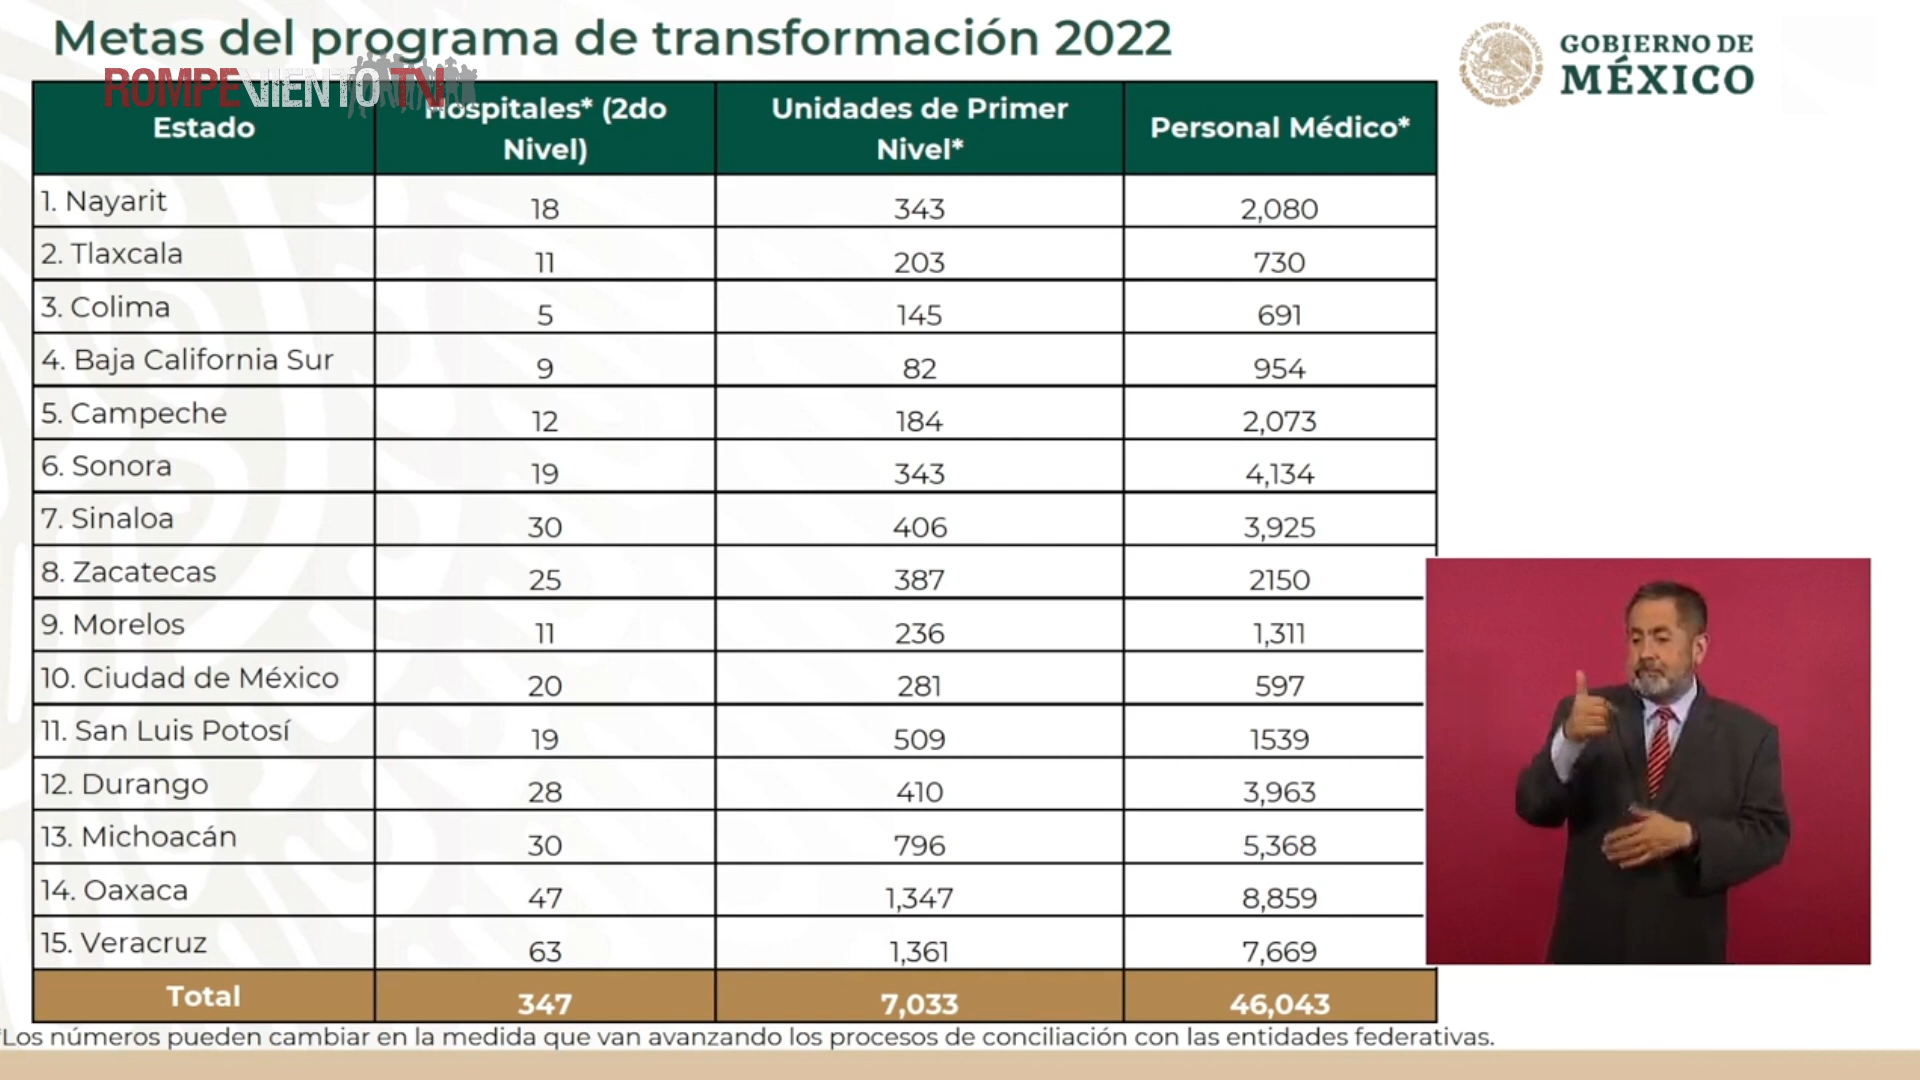 Metas del programa de transformación 2022
ROMPEVIENTO TV
GOBIERNO DE
MÉXICO
Estado
Hospitales* (2do
Nivel)
Unidades de Primer
Nivel*
Personal Médico*
1. Nayarit 18 343 2,080
2. Tlaxcala 11 203 730
3. Colima 5 145 691
4. Baja California Sur 9 82 954
5. Campeche 12 184 2,073
6. Sonora 19 343 4,134
7. Sinaloa 30 406 3,925
8. Zacatecas 25 387 2150
9. Morelos 11 236 1,311
10. Ciudad de México 20 281 597
11. San Luis Potosí 19 509 1539
12. Durango 28 410 3,963
13. Michoacán 30 796 5,368
14. Oaxaca 47 1,347 8,859
15. Veracruz 63 1,361 7,669
Total 347 7,033 46,043
*Los números pueden cambiar en la medida que van avanzando los procesos de conciliación con las entidades federativas.